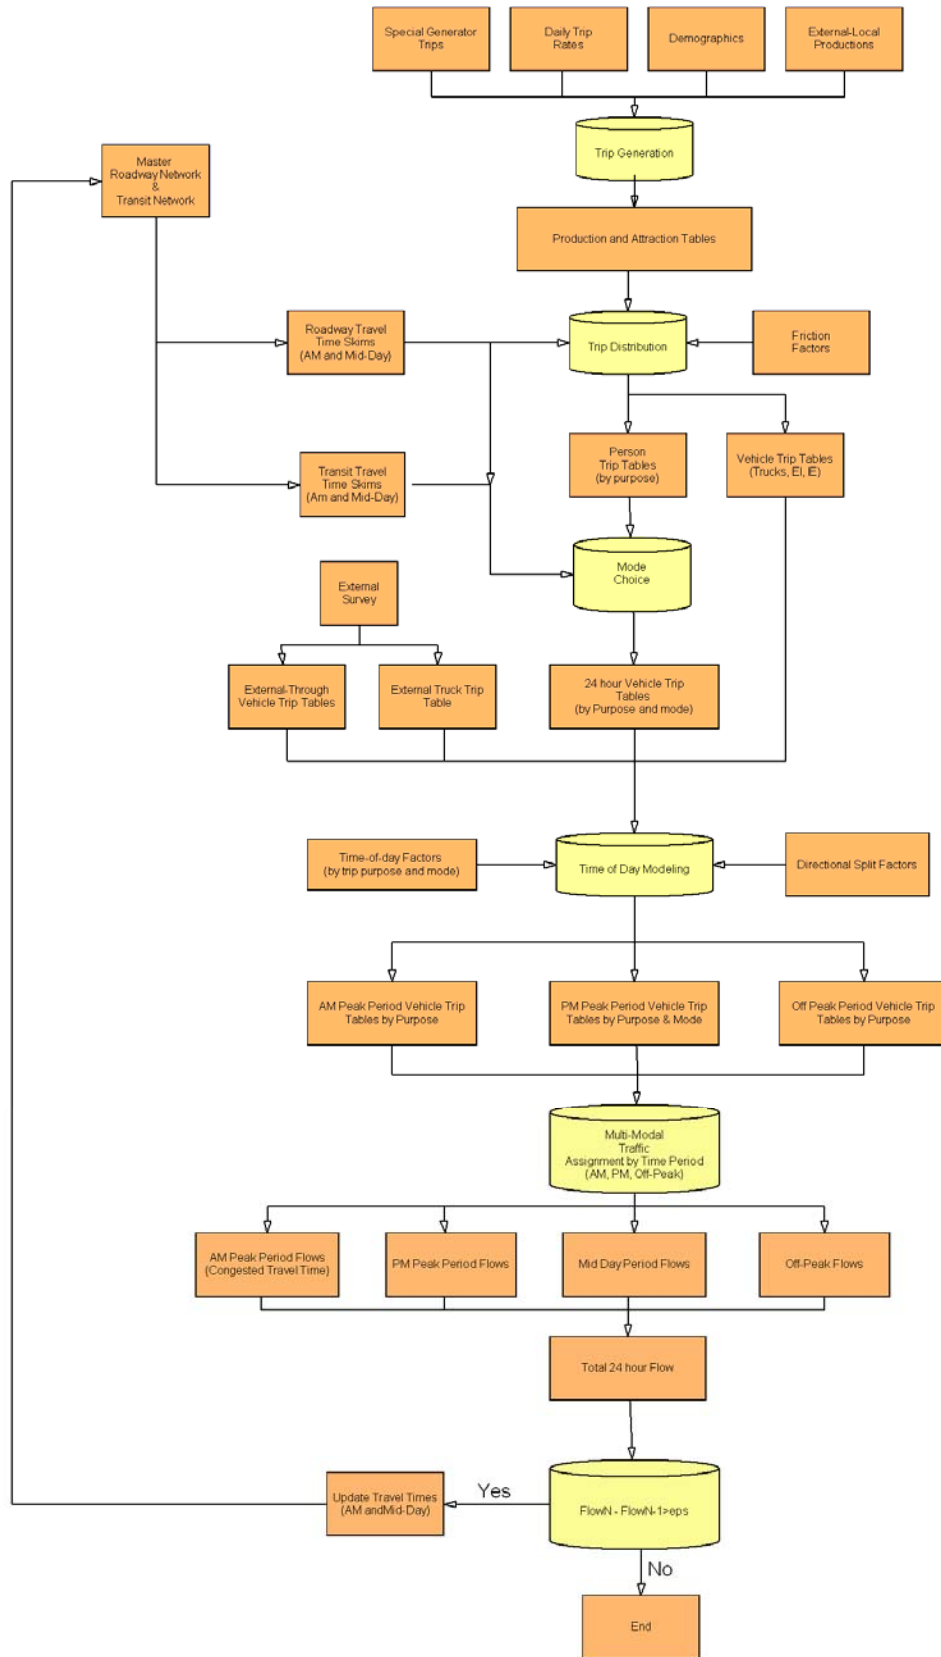 Special Generator
Trips
Daily Trip
Rates
Demographics
External-Local
Productions
Trip Generation
Master
Roadway Network
&
Transit Network
Production and Attraction Tables
Roadway Travel
Time Skims
(AM and Mid-Day)
Trip Distribution
Friction
Factors
Transit Travel
Time Skims
(Am and Mid-Day)
Person
Trip Tables
(by purpose)
Vehicle Trip Tables
(Trucks, EI, IE)
Mode
Choice
External
Survey
External-Through
Vehicle Trip Tables
External Truck Trip
Table
24 hour Vehicle Trip
Tables
(by Purpose and mode)
Time-of-day Factors
(by trip purpose and mode)
Time of Day Modeling
Directional Split Factors
AM Peak Period Vehicle Trip
Tables by Purpose
PM Peak Period Vehicle Trip
Tables by Purpose & Mode
Off Peak Period Vehicle Trip
Tables by Purpose
Multi-Modal
Traffic
Assignment by Time Period
(AM, PM, Off-Peak)
AM Peak Period Flows
(Congested Travel Time)
PM Peak Period Flows
Mid Day Period Flows
Off-Peak Flows
Total 24 hour Flow
Update Travel Times
(AM andMid-Day)
Yes
FlowN - FlowN-1>eps
No
End